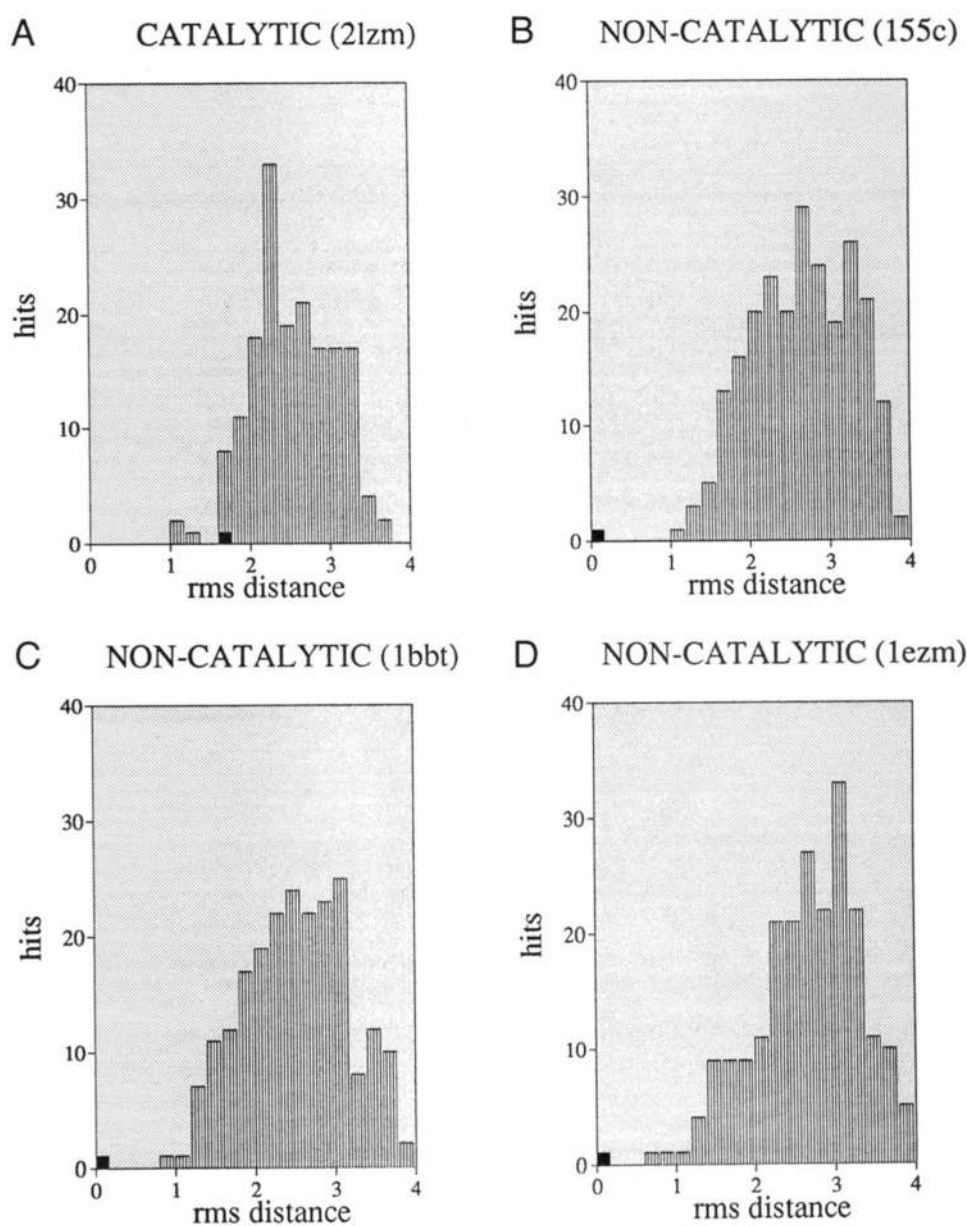 A CATALYTIC (2lzm)
40
30
20
10
0
hits
0 1 2 3 4
rms distance
B NON-CATALYTIC (155c)
40
30
20
10
0
hits
0 1 2 3 4
rms distance
C NON-CATALYTIC (1bbt)
40
30
20
10
0
hits
0 1 2 3 4
rms distance
D NON-CATALYTIC (1ezm)
40
30
20
10
0
hits
0 1 2 3 4
rms distance